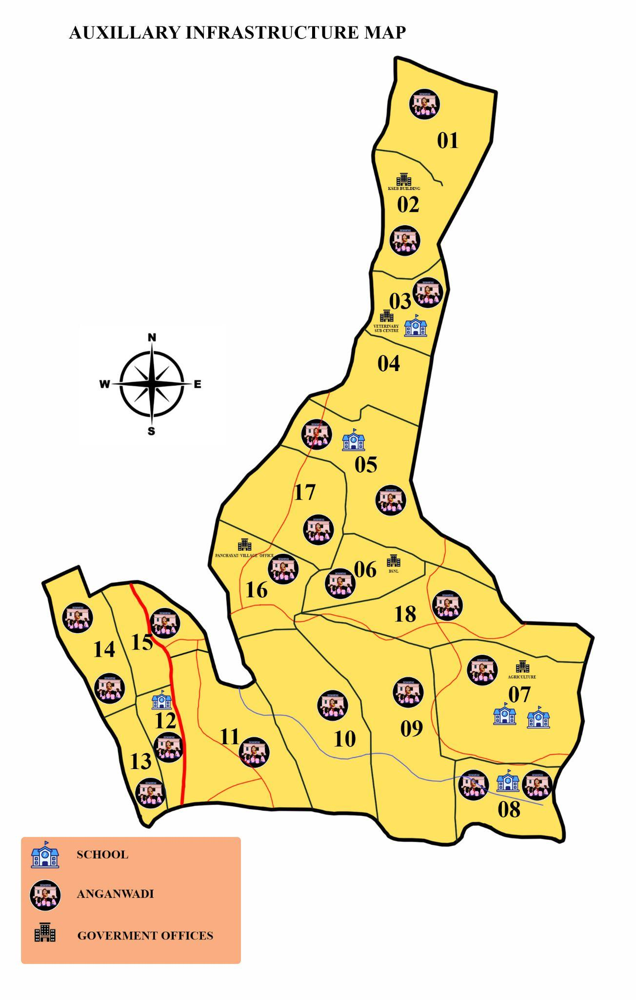 AUXILLARY INFRASTRUCTURE MAP
01
KSEB BUILDING
02
03
VETERINARY
SUB CENTRE
04
N
W
E
S
05
17
PANCHAYAT/ VILLAGE OFFICE
06
BSNL
16
18
14
15
AGRICULTURE
07
12
11
10
09
13
08
SCHOOL
ANGANWADI
GOVERMENT OFFICES